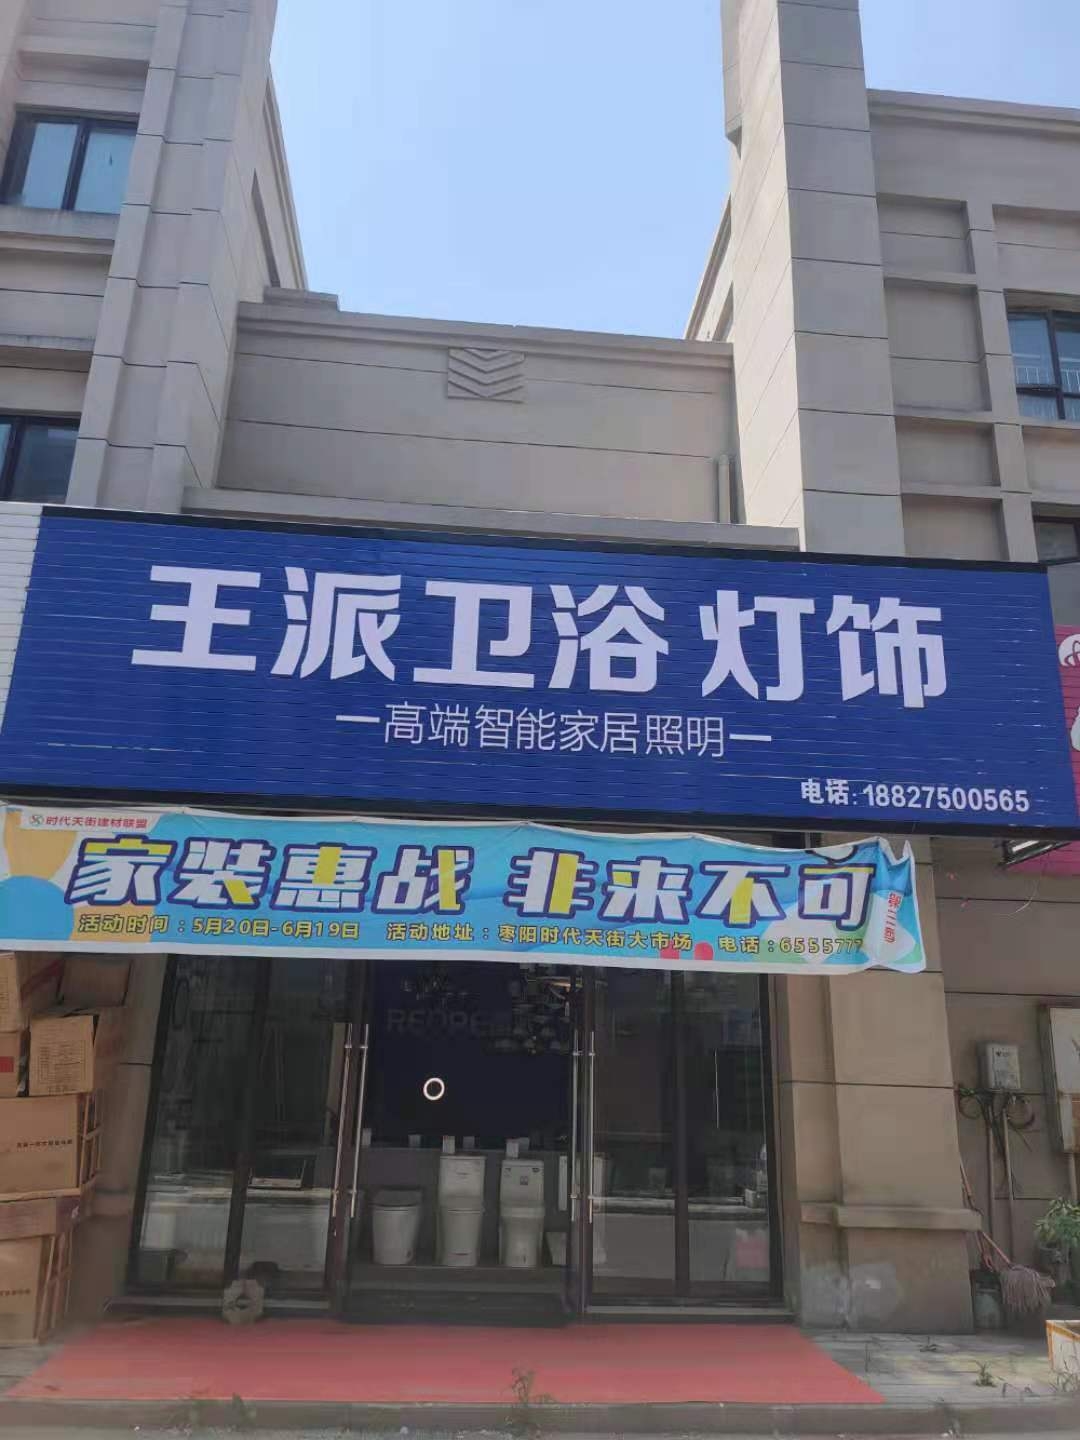 王派卫浴 灯饰
一高端智能家居照明一
电话: 18827500565
时代天街建材联盟
家装惠战 非来不可
第三季
活动时间：5月20日-6月19日 活动地址：枣阳时代天街大市场 电话：6555777